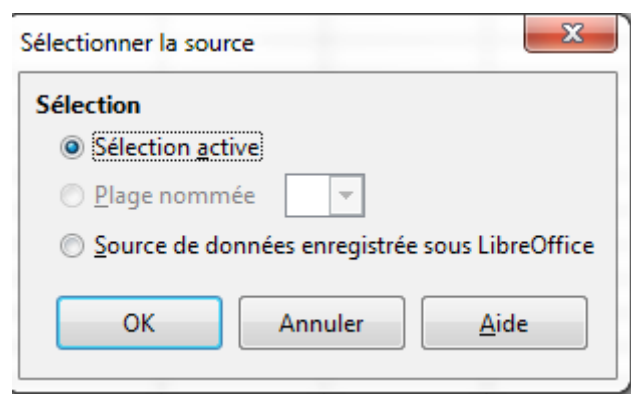 Sélectionner la source
Sélection
Sélection active
Plage nommée
Source de données enregistrée sous LibreOffice
OK Annuler Aide